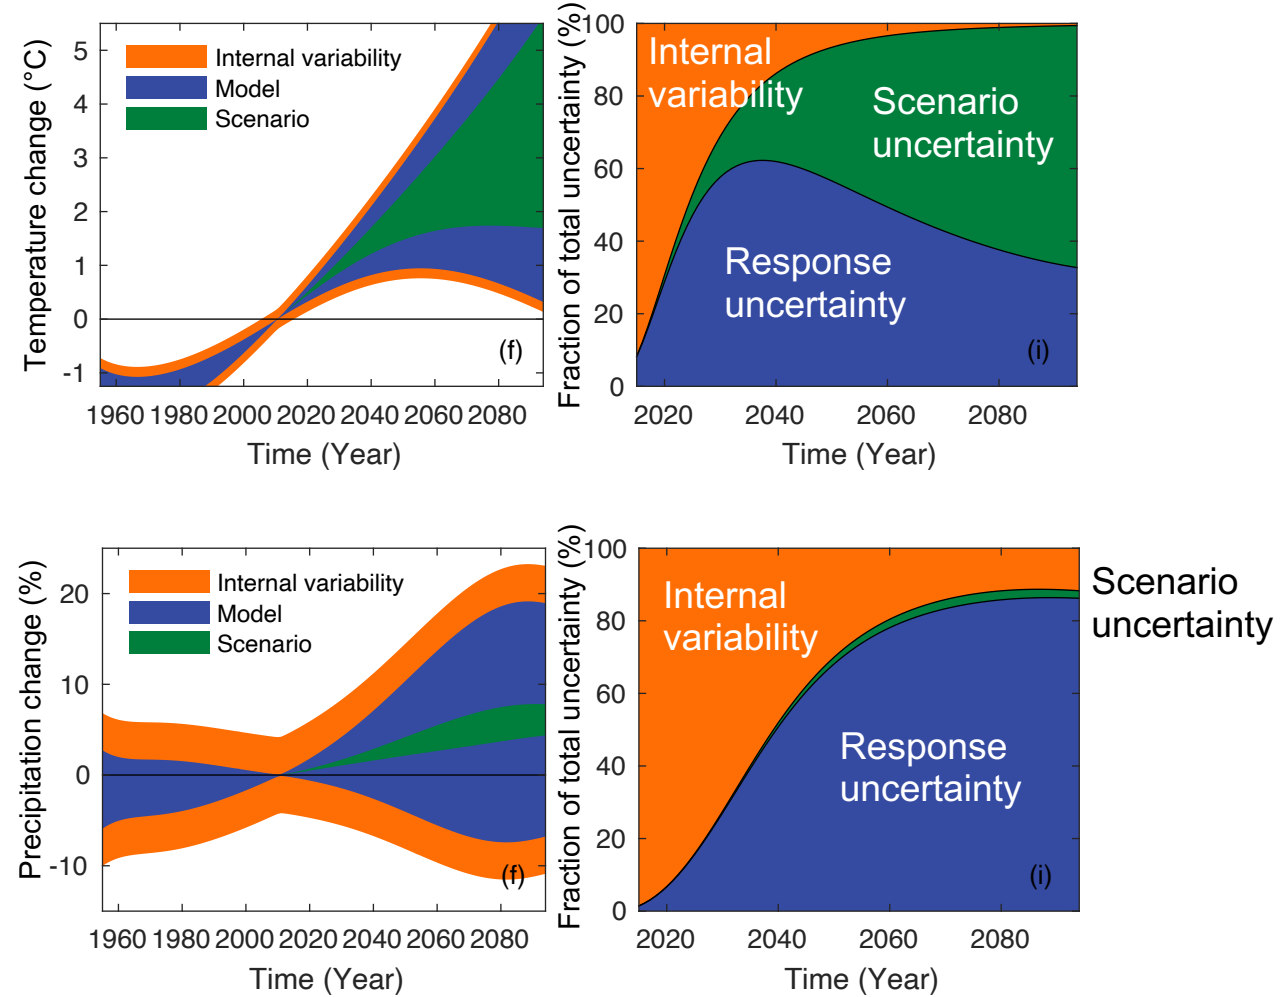 Temperature change (°C)
5
4
3
2
1
0
-1
Internal variability
Model
Scenario
(f)
1960 1980 2000 2020 2040 2060 2080
Time (Year)
Fraction of total uncertainty (%)
100
80
60
40
20
0
Internal
variability
Scenario
uncertainty
Response
uncertainty
(i)
2020 2040 2060 2080
Time (Year)
Precipitation change (%)
20
10
0
-10
Internal variability
Model
Scenario
(f)
1960 1980 2000 2020 2040 2060 2080
Time (Year)
Fraction of total uncertainty (%)
100
80
60
40
20
0
Internal
variability
Response
uncertainty
(i)
Scenario
uncertainty
2020 2040 2060 2080
Time (Year)